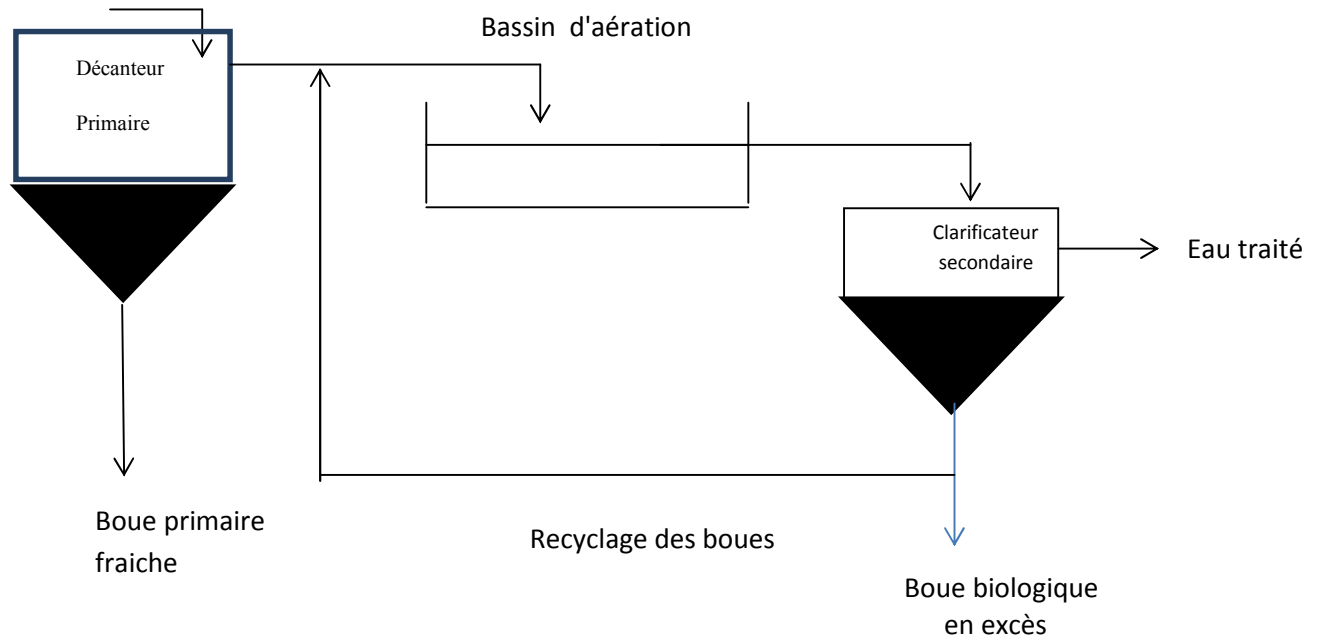 Bassin d'aération
Décanteur
Primaire
Clarificateur
secondaire
Eau traité
Boue primaire
fraiche
Recyclage des boues
Boue biologique
en excès